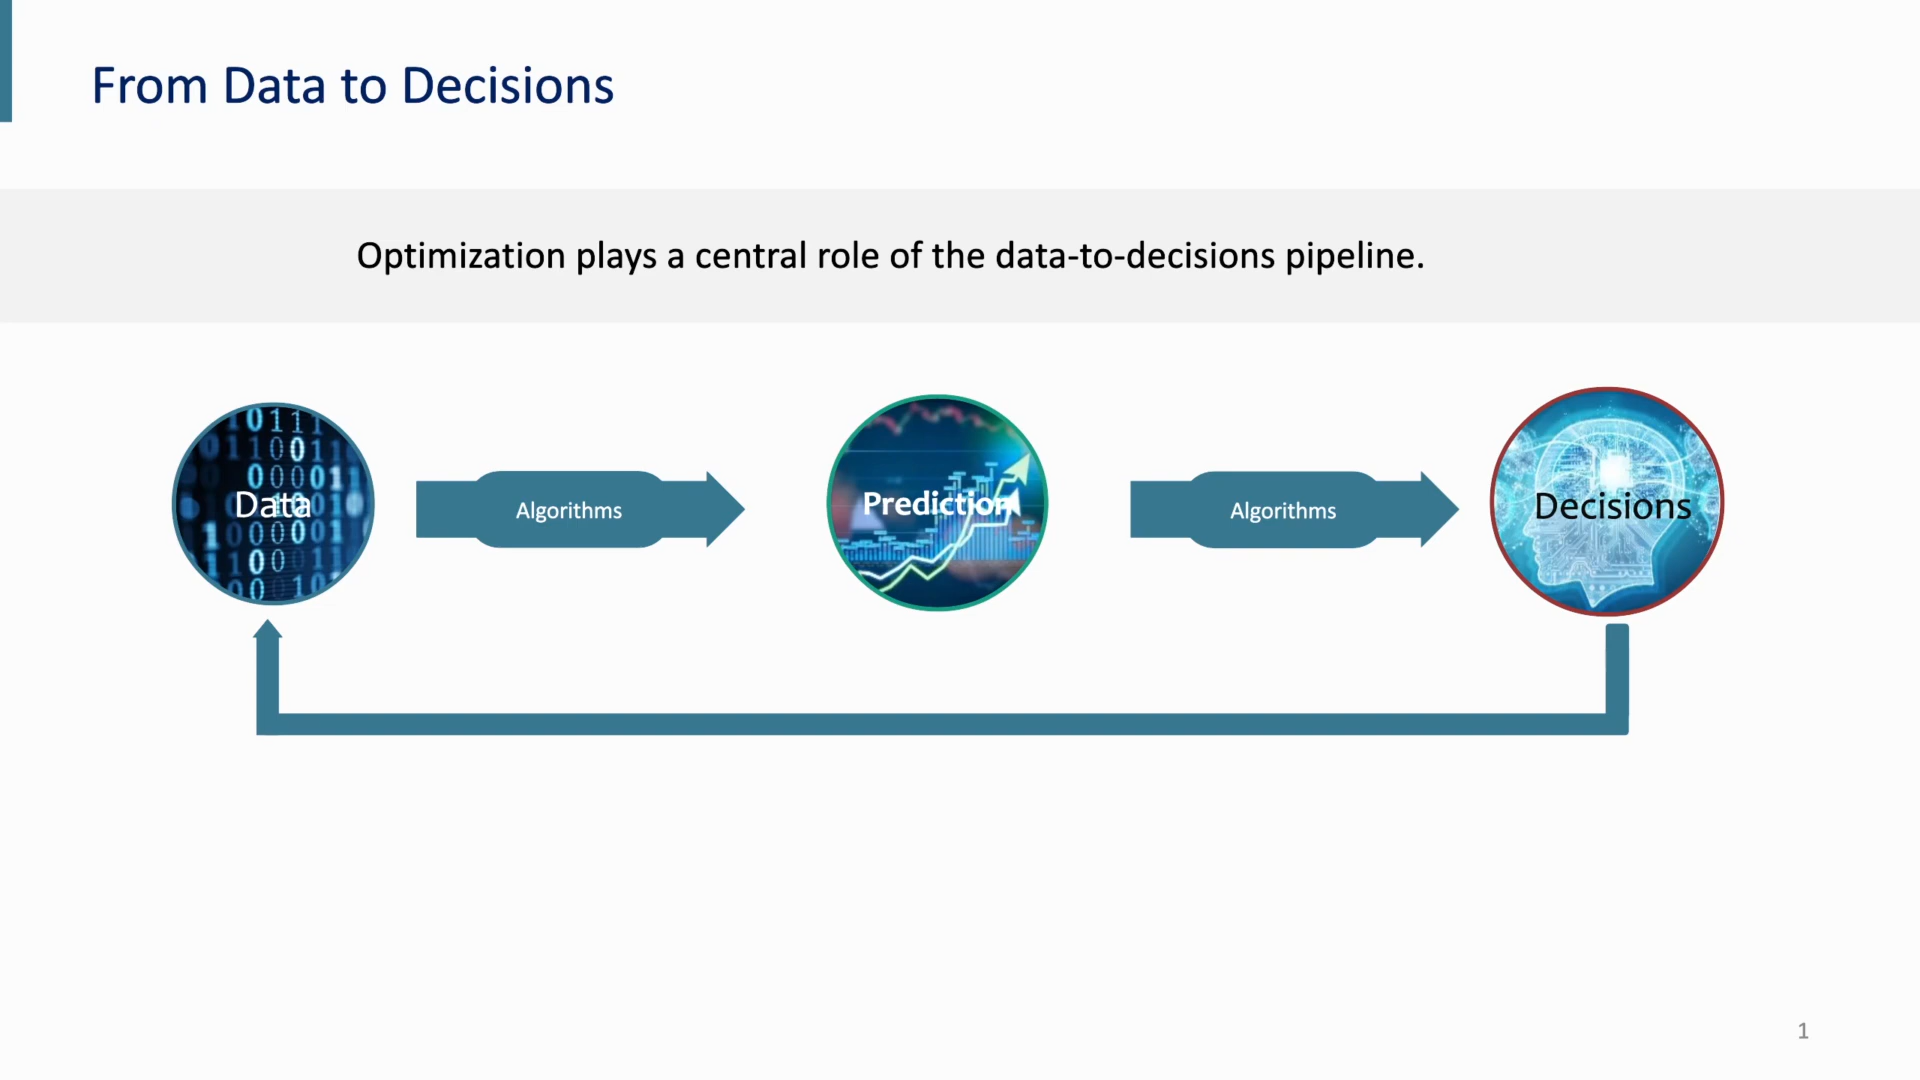 From Data to Decisions
Optimization plays a central role of the data-to-decisions pipeline.
Data
Algorithms
Prediction
Algorithms
Decisions
1